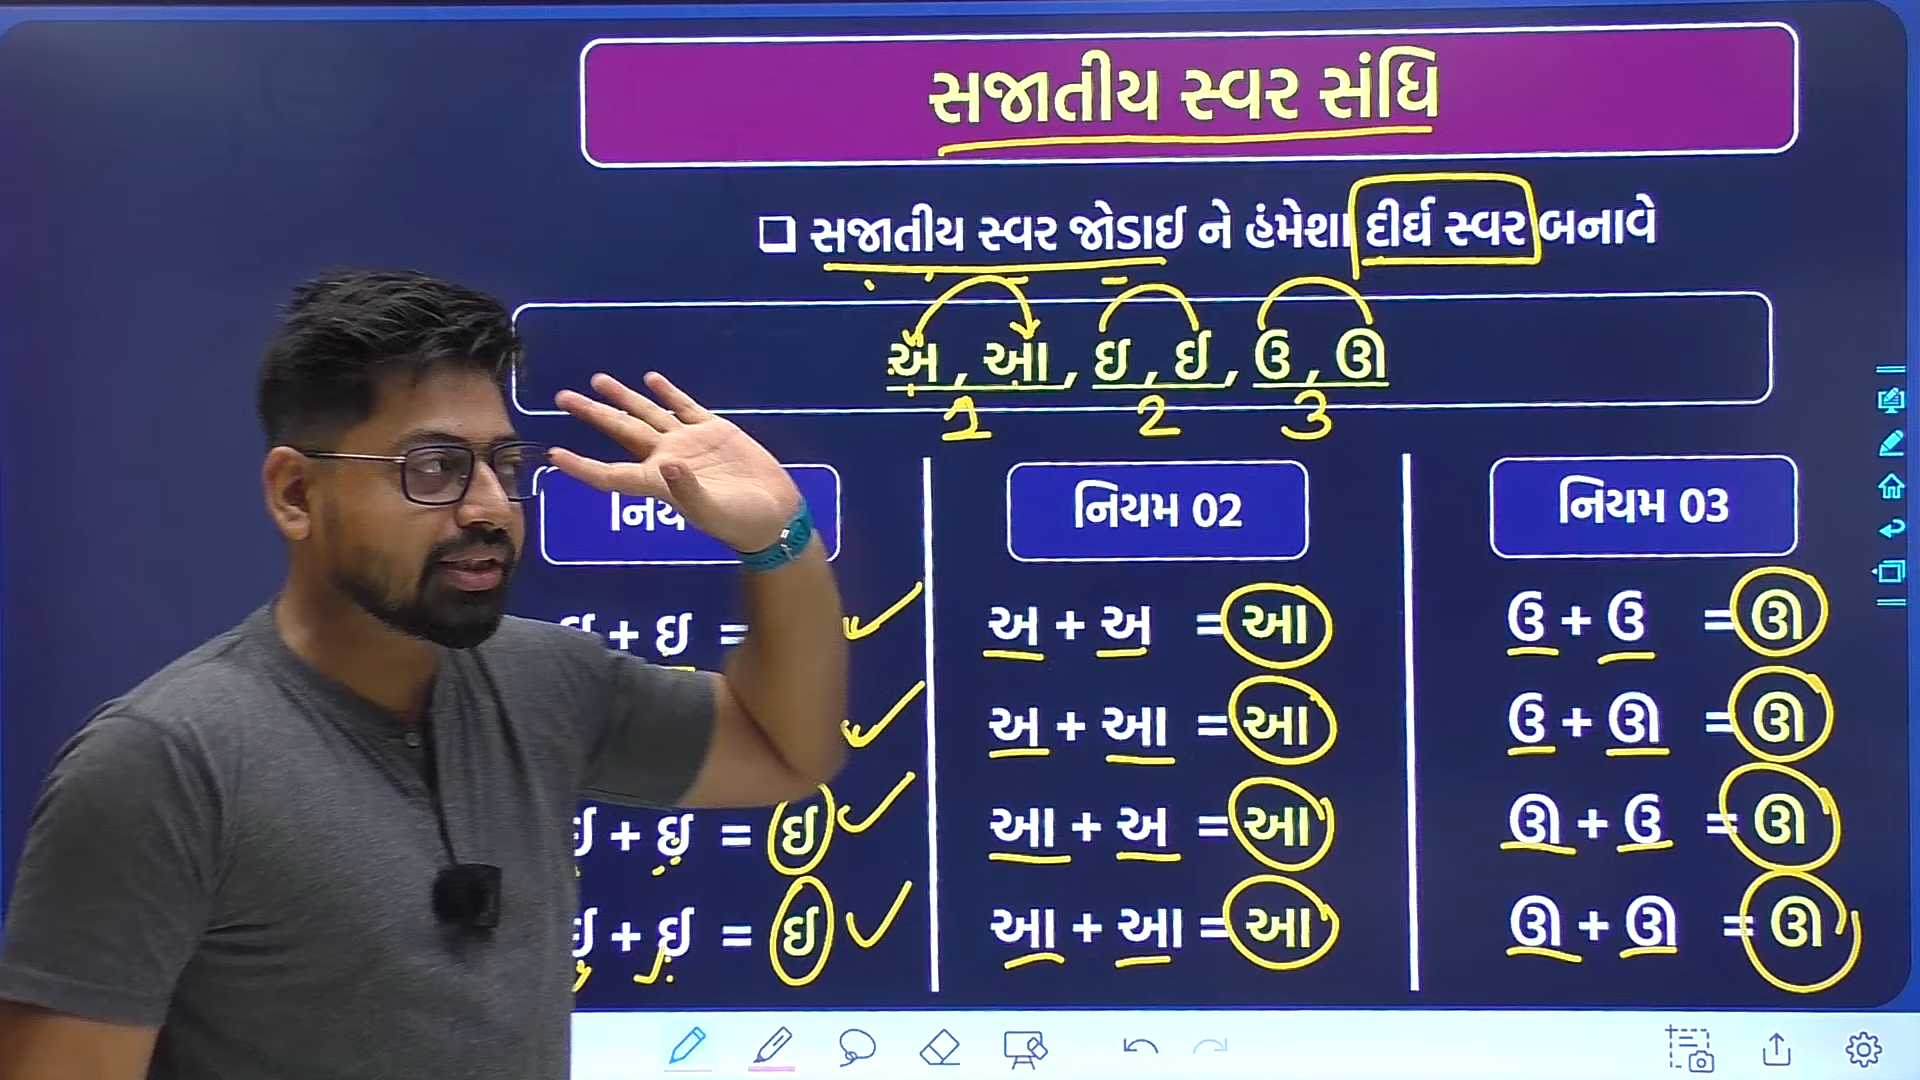 સજાતીય સ્વર સંધિ
❑ સજાતીય સ્વર જોડાઈ ને હંમેશા દીર્ઘ સ્વર બનાવે
અ , આ , ઇ , ઈ , ઉ , ઊ
1 2 3
નિયમ 02
નિયમ 03
+ ઇ =
અ + અ = આ
ઉ + ઉ = ઊ
અ + આ = આ
ઉ + ઊ = ઊ
+ ઇ = ઈ
આ + અ = આ
ઊ + ઉ = ઊ
+ ઈ = ઈ
આ + આ = આ
ઊ + ઊ = ઊ